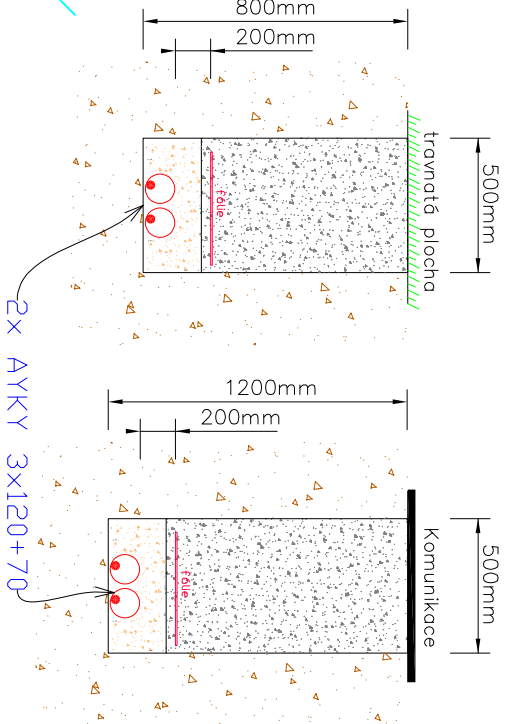 800mm
200mm
500mm
travnatá plocha
fólie
1200mm
200mm
500mm
Komunikace
fólie
2x AYKY 3x120+70